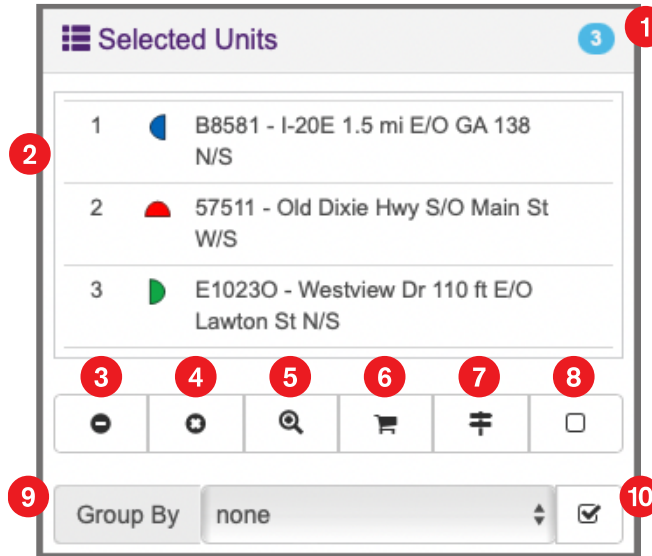 Selected Units
3
1
2
1 B8581 - I-20E 1.5 mi E/O GA 138
N/S
2 57511 - Old Dixie Hwy S/O Main St
W/S
3 E1023O - Westview Dr 110 ft E/O
Lawton St N/S
3 4 5 6 7 8
9
Group By none
10